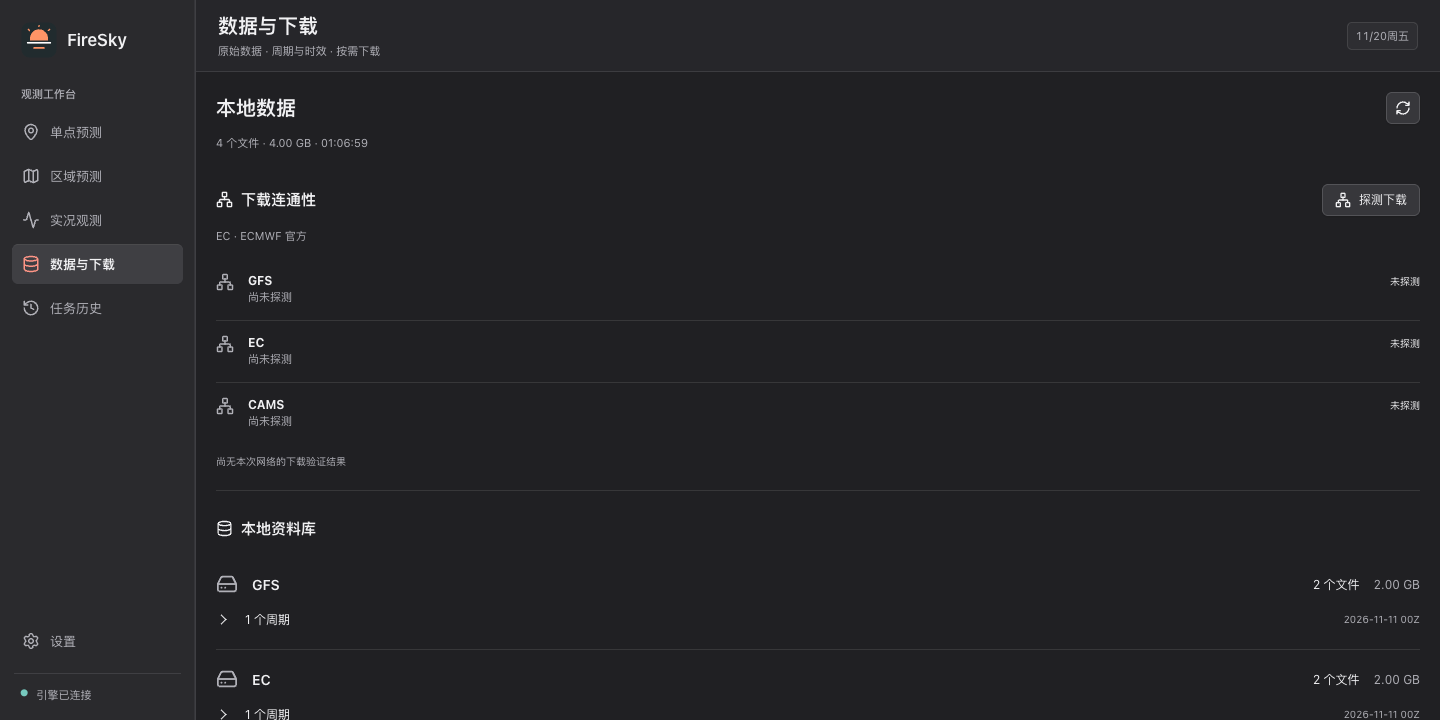 FireSky
观测工作台
单点预测
区域预测
实况观测
数据与下载
任务历史
设置
引擎已连接
数据与下载
原始数据 · 周期与时效 · 按需下载
11/20周五
本地数据
4 个文件 · 4.00 GB · 01:06:59
下载连通性
探测下载
EC · ECMWF 官方
GFS
尚未探测
未探测
EC
尚未探测
未探测
CAMS
尚未探测
未探测
尚无本次网络的下载验证结果
本地资料库
GFS
2 个文件 2.00 GB
1 个周期
2026-11-11 00Z
EC
2 个文件 2.00 GB
1 个周期
2026-11-11 00Z